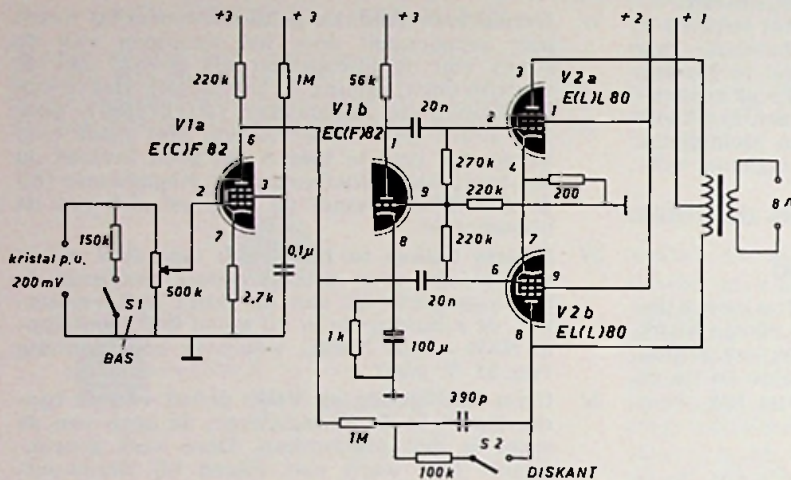 +3
+3
+3
+2
+1
220k
1M
56k
V1a
E(C)F 82
6
2
3
7
V1b
EC(F)82
1
9
8
20n
V2a
E(L)L 80
3
2
1
4
270k
220k
200
220k
7
6
9
8
20n
V2b
EL(L)80
8 Л
kristal p.u.
200mV
150k
S1
BAS
500k
2,7k
0,1μ
1k
100μ
1M
390p
100k
S2
DISKANT